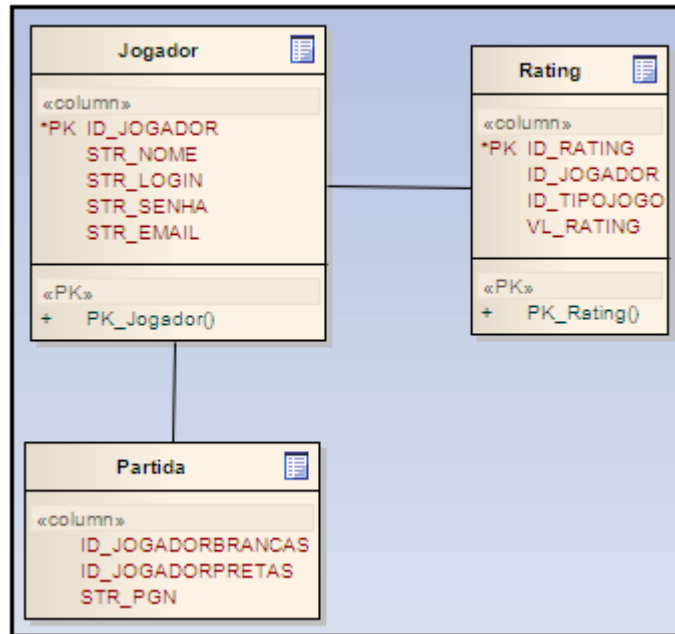 Jogador
«column»
*PK ID_JOGADOR
STR_NOME
STR_LOGIN
STR_SENHA
STR_EMAIL
«PK»
+ PK_Jogador()
Rating
«column»
*PK ID_RATING
ID_JOGADOR
ID_TIPOJOGO
VL_RATING
«PK»
+ PK_Rating()
Partida
«column»
ID_JOGADORBRANCAS
ID_JOGADORPRETAS
STR_PGN